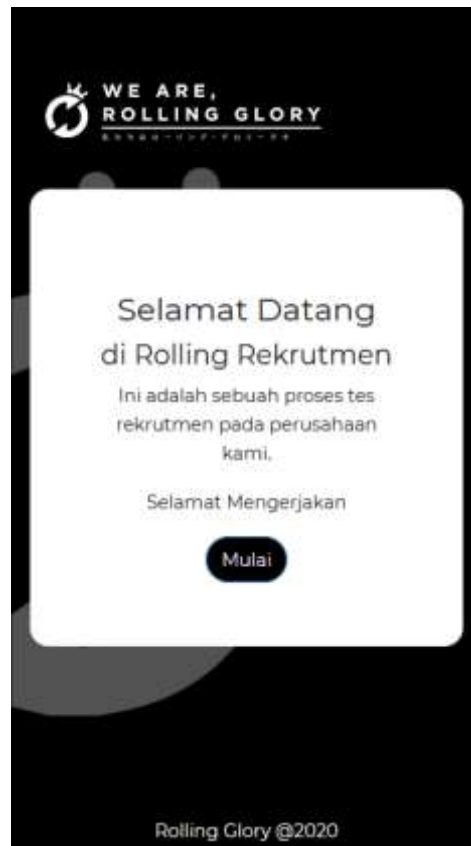 WE ARE,
ROLLING GLORY
Selamat Datang
di Rolling Rekrutmen
Ini adalah sebuah proses tes
rekrutmen pada perusahaan
kami.
Selamat Mengerjakan
Mulai
Rolling Glory @2020